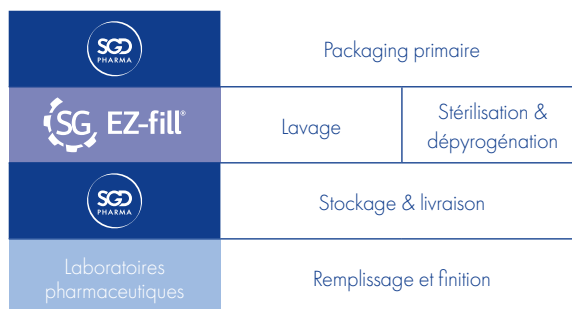 SGD
PHARMA
Packaging primaire
SG EZ-fill®
Lavage
Stérilisation &
dépyrogénation
SGD
PHARMA
Stockage & livraison
Laboratoires
pharmaceutiques
Remplissage et finition